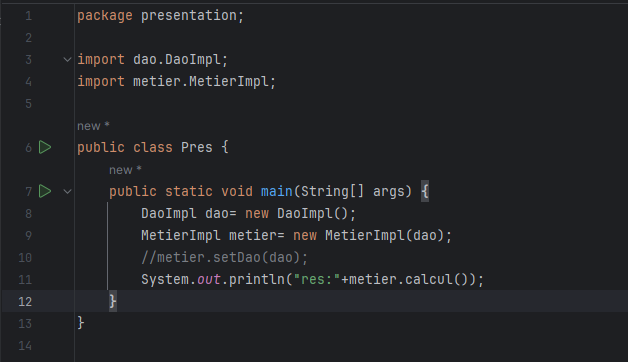 1 package presentation;
2
3 import dao.DaoImpl;
4 import metier.MetierImpl;
5
new *
6 public class Pres {
new *
7 public static void main(String[] args) {
8 DaoImpl dao= new DaoImpl();
9 MetierImpl metier= new MetierImpl(dao);
10 //metier.setDao(dao);
11 System.out.println("res:"+metier.calcul());
12 }
13 }
14